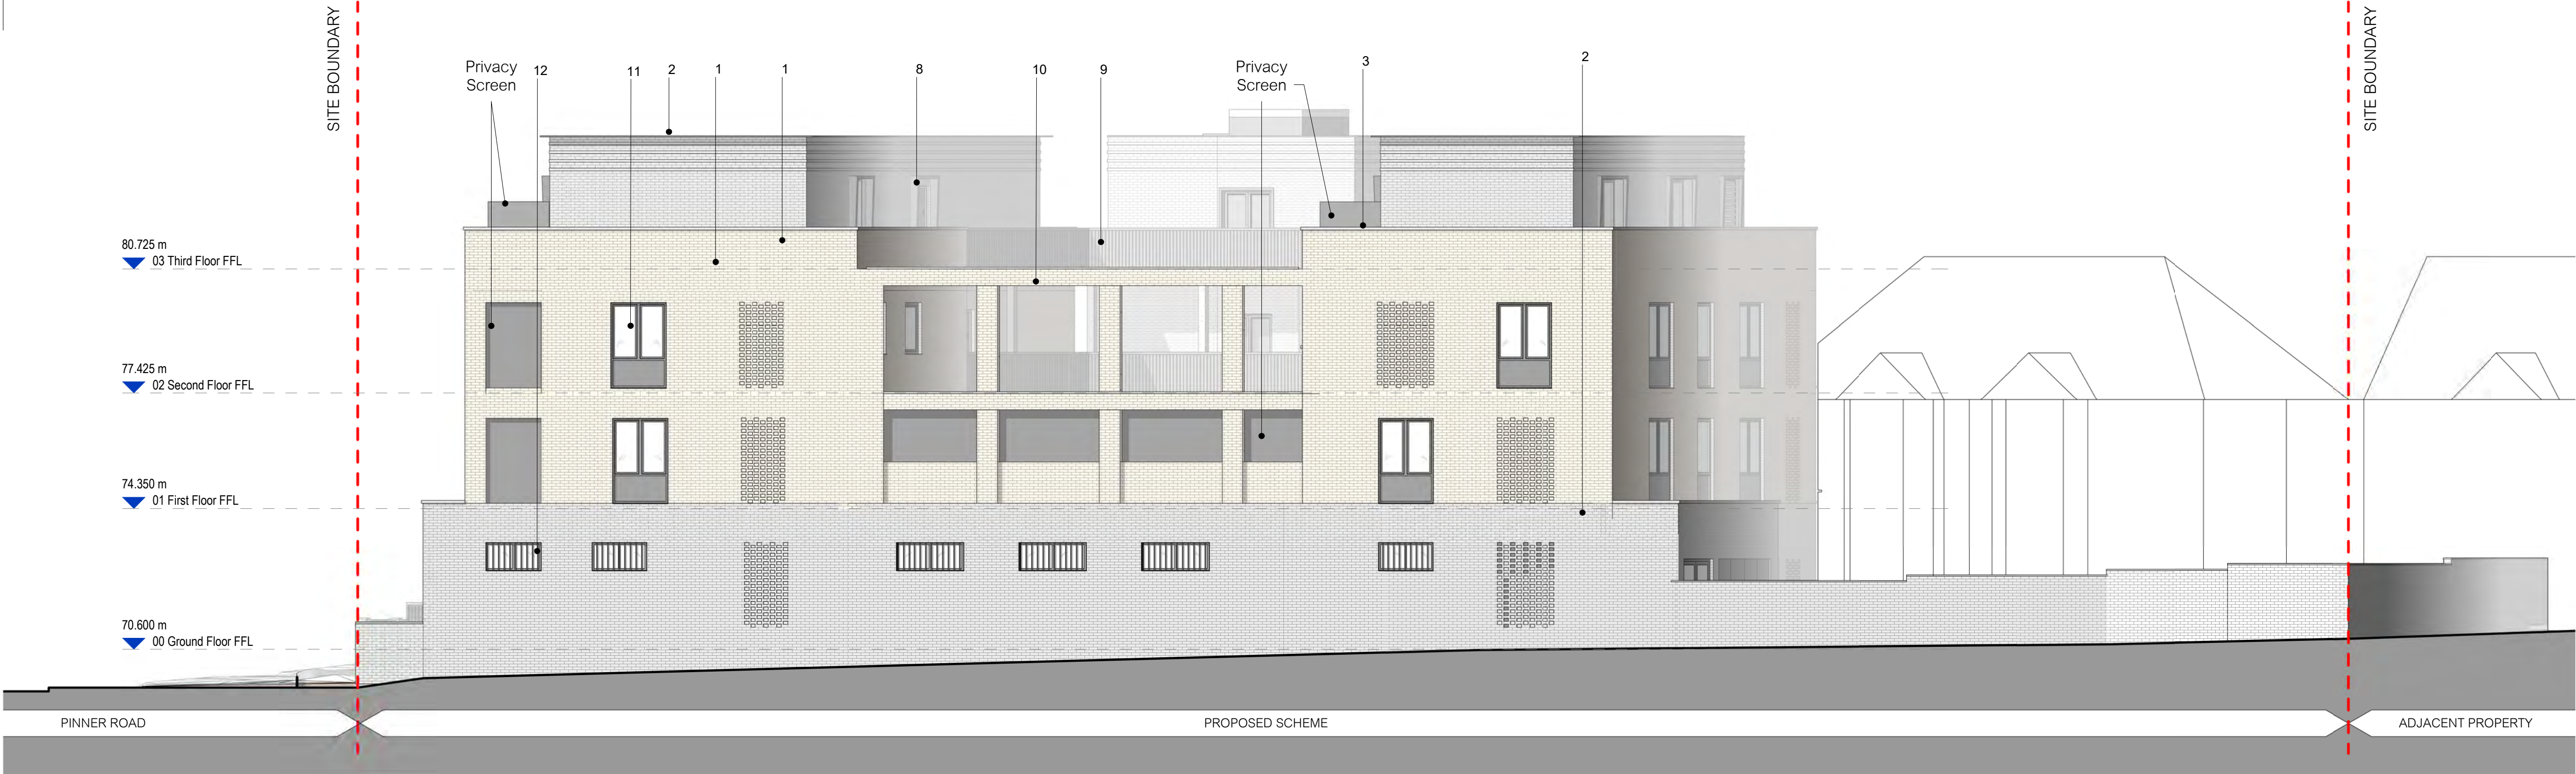 SITE BOUNDARY
SITE BOUNDARY
Privacy
Screen
12
11
2
1
1
8
10
9
Privacy
Screen
3
2
80.725 m
03 Third Floor FFL
77.425 m
02 Second Floor FFL
74.350 m
01 First Floor FFL
70.600 m
00 Ground Floor FFL
PINNER ROAD
PROPOSED SCHEME
ADJACENT PROPERTY